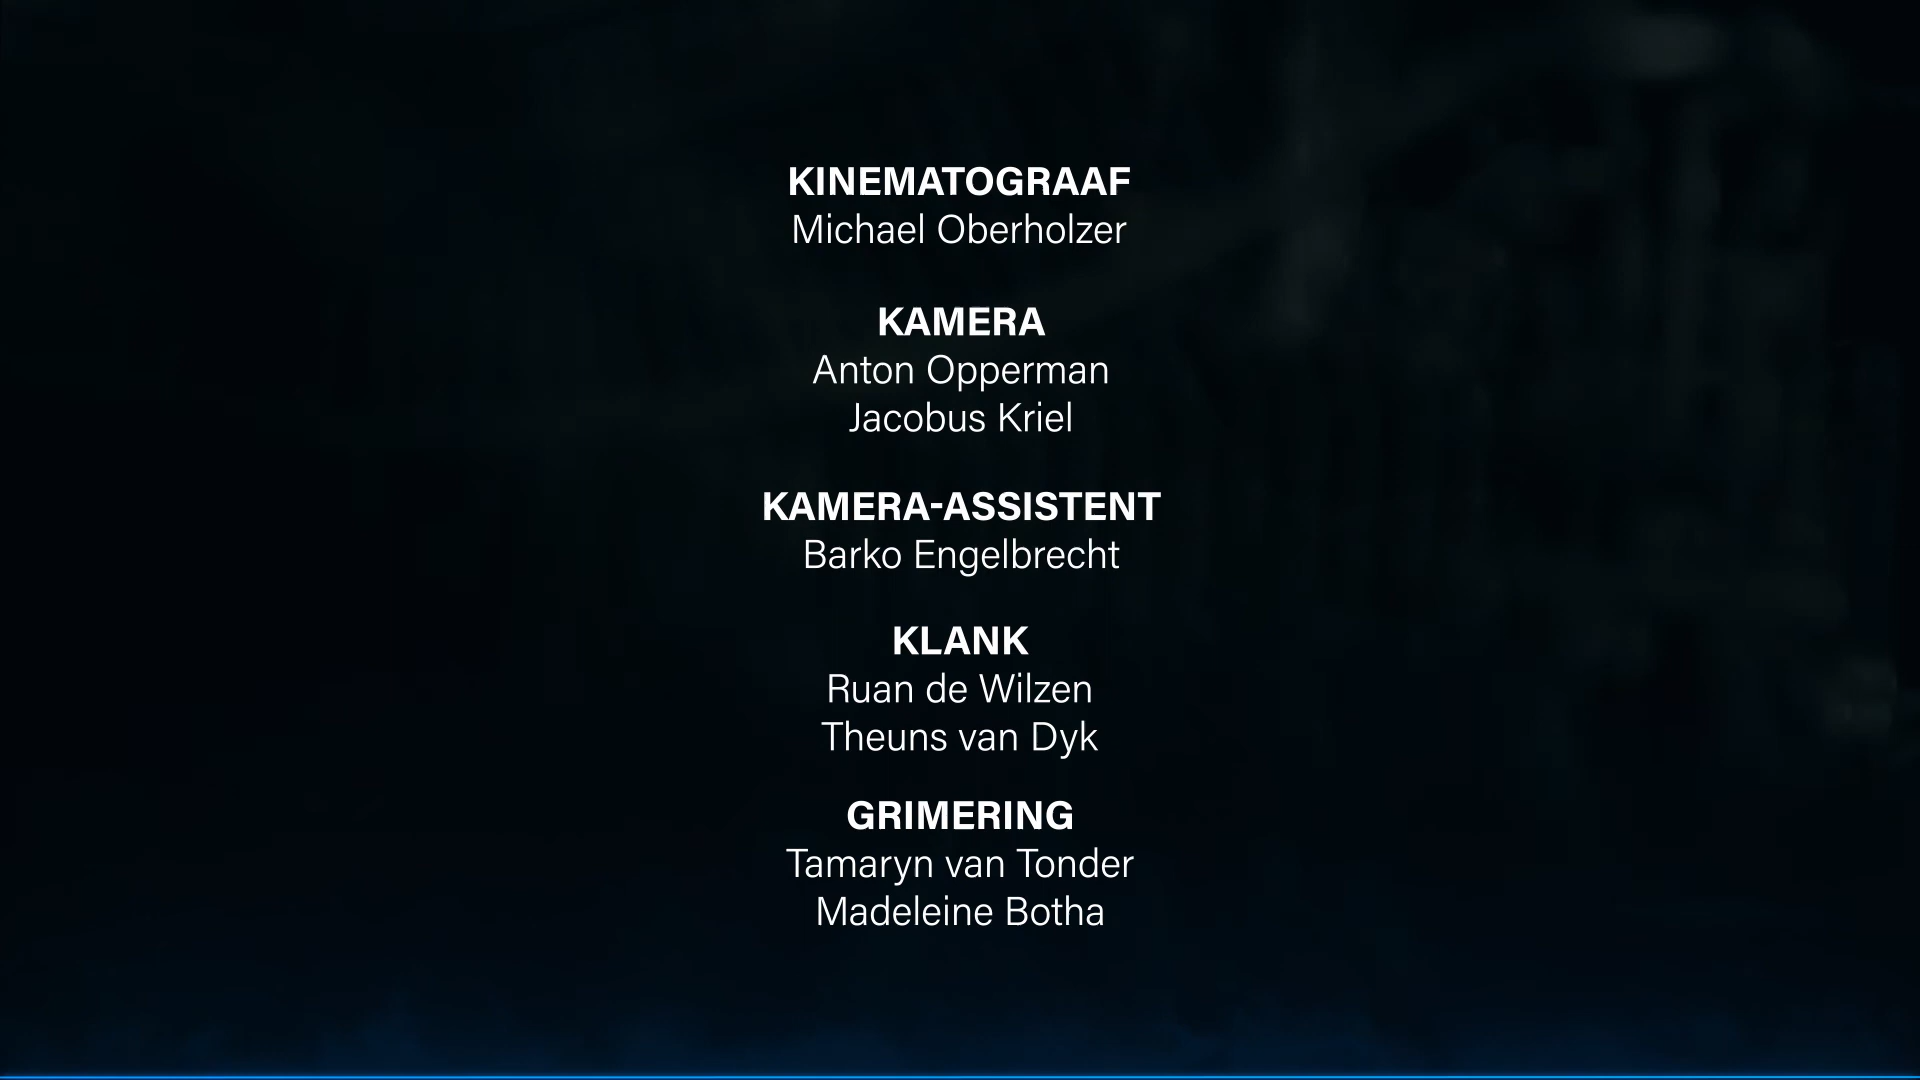 KINEMATOGRAAF
Michael Oberholzer
KAMERA
Anton Opperman
Jacobus Kriel
KAMERA-ASSISTENT
Barko Engelbrecht
KLANK
Ruan de Wilzen
Theuns van Dyk
GRIMERING
Tamaryn van Tonder
Madeleine Botha